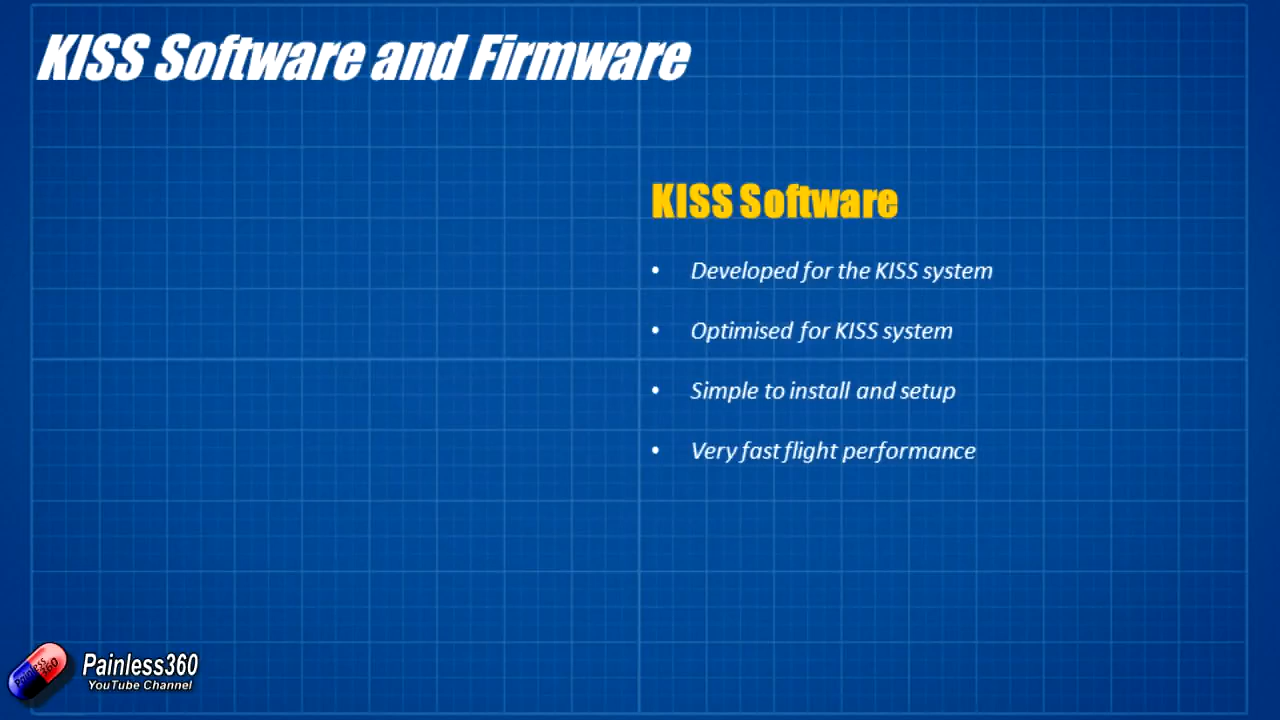 KISS Software and Firmware
KISS Software
• Developed for the KISS system
• Optimised for KISS system
• Simple to install and setup
• Very fast flight performance
Painless360
Painless360
YouTube Channel